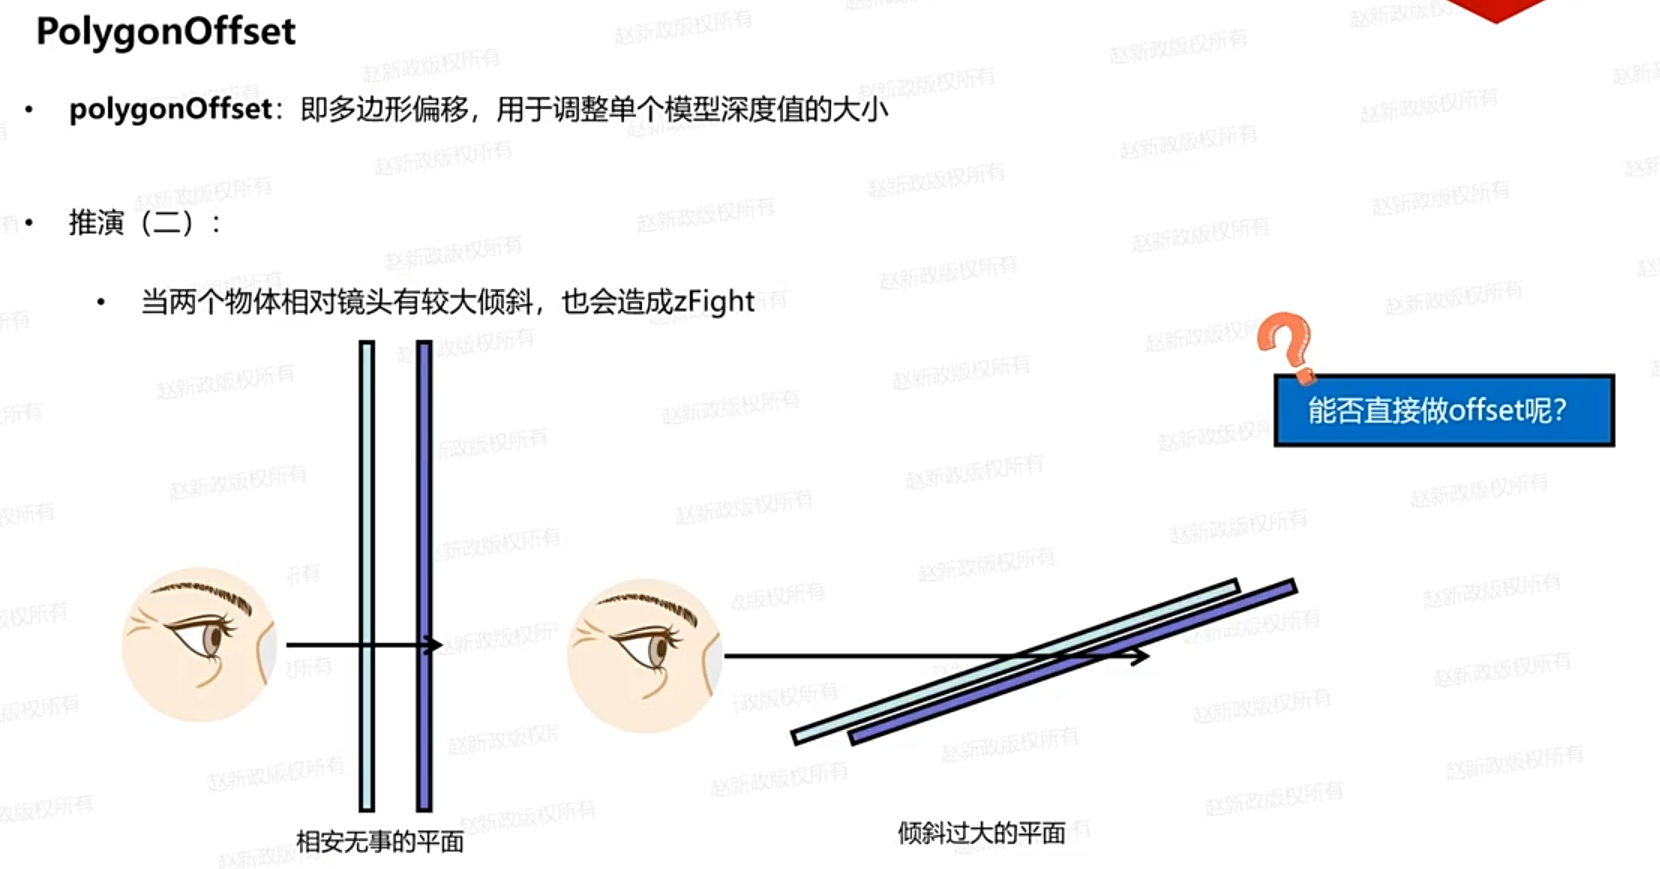 PolygonOffset
• polygonOffset：即多边形偏移，用于调整单个模型深度值的大小
• 推演（二）：
• 当两个物体相对镜头有较大倾斜，也会造成zFight
能否直接做offset呢？
相安无事的平面
倾斜过大的平面
赵新政版权所有